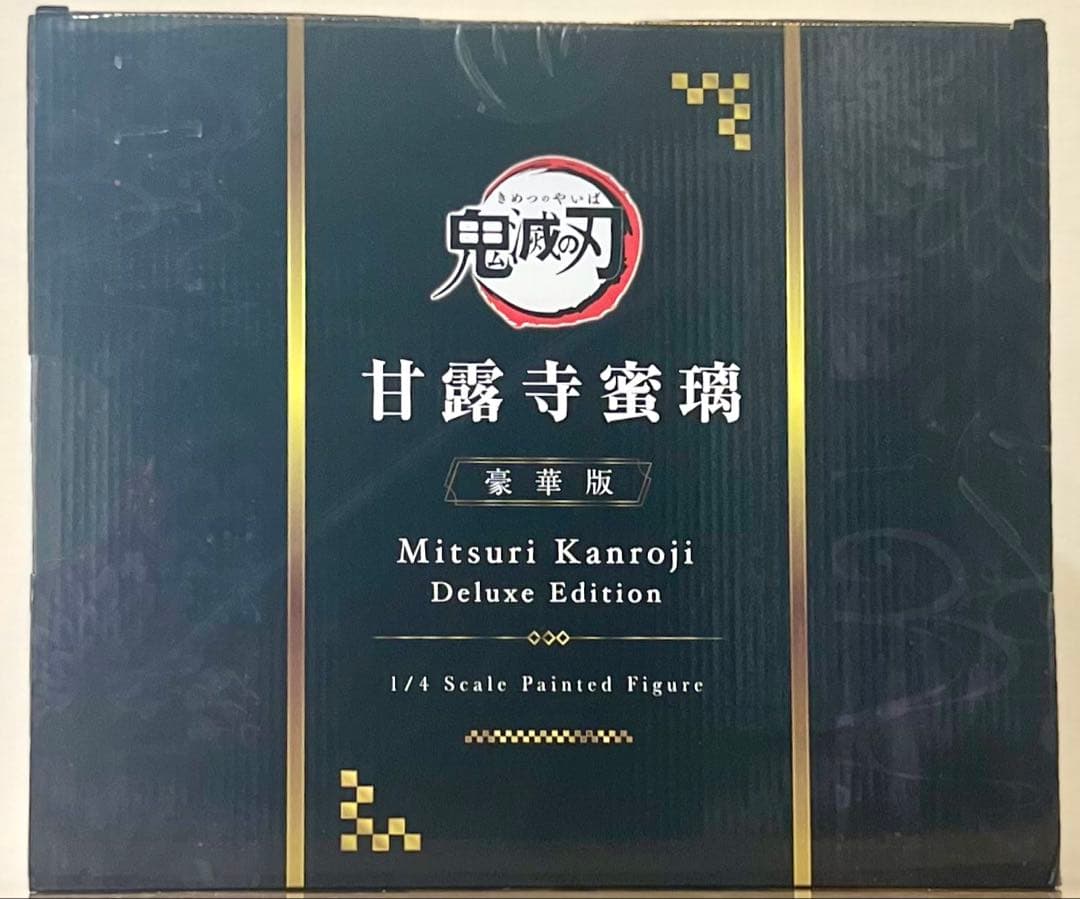 きめつのやいば
鬼滅の刃
甘露寺蜜璃
豪華版
Mitsuri Kanroji
Deluxe Edition
1/4 Scale Painted Figure